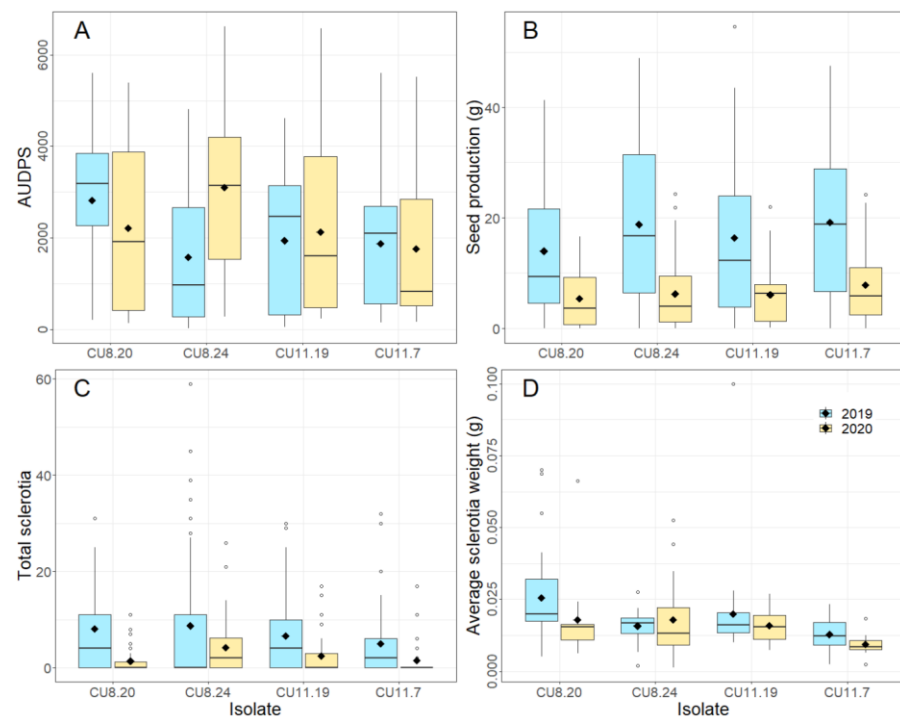 A
AUDPS
6000
4000
2000
0
CU8.20 CU8.24 CU11.19 CU11.7
B
Seed production (g)
40
20
0
CU8.20 CU8.24 CU11.19 CU11.7
C
Total sclerotia
60
40
20
0
CU8.20 CU8.24 CU11.19 CU11.7
Isolate
D
Average sclerotia weight (g)
0.100
0.075
0.050
0.025
0.000
2019
2020
CU8.20 CU8.24 CU11.19 CU11.7
Isolate